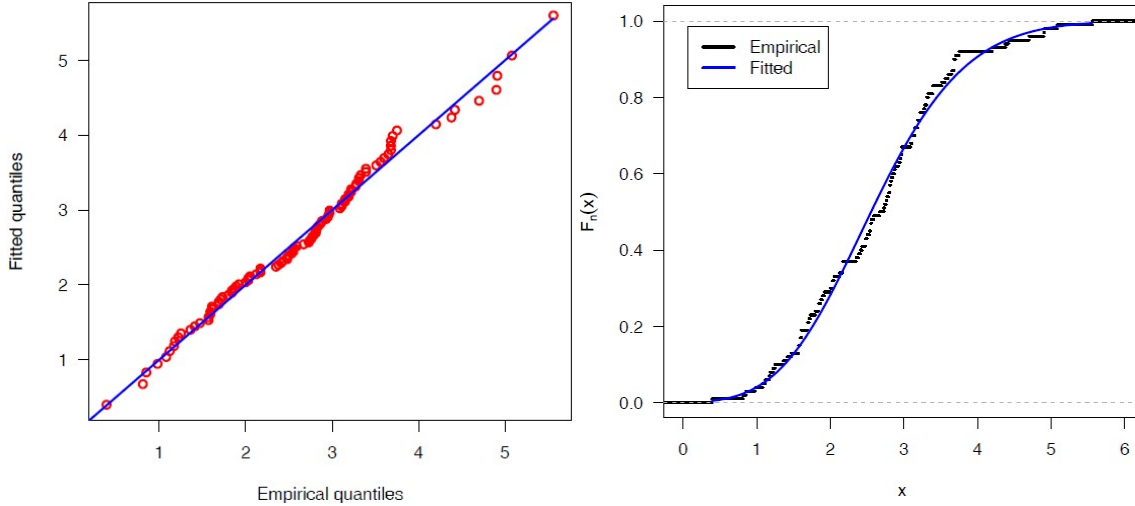 5
4
3
2
1
Fitted quantiles
1 2 3 4 5
Empirical quantiles
1.0
0.8
0.6
0.4
0.2
0.0
Fn(x)
Empirical
Fitted
0 1 2 3 4 5 6
x